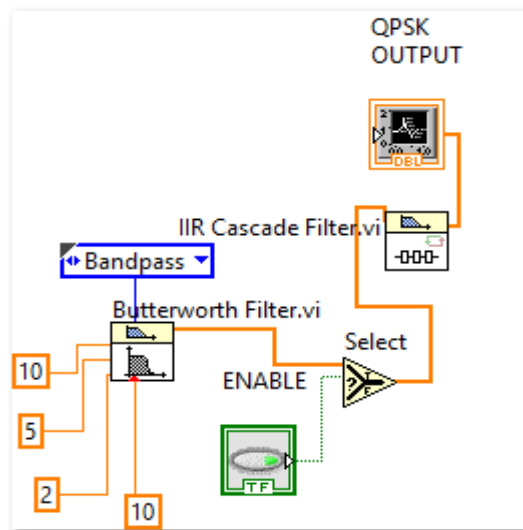 QPSK
OUTPUT
DBL
IIR Cascade Filter.vi
Bandpass
Butterworth Filter.vi
Select
10
ENABLE
?
T
F
5
2
10
TF